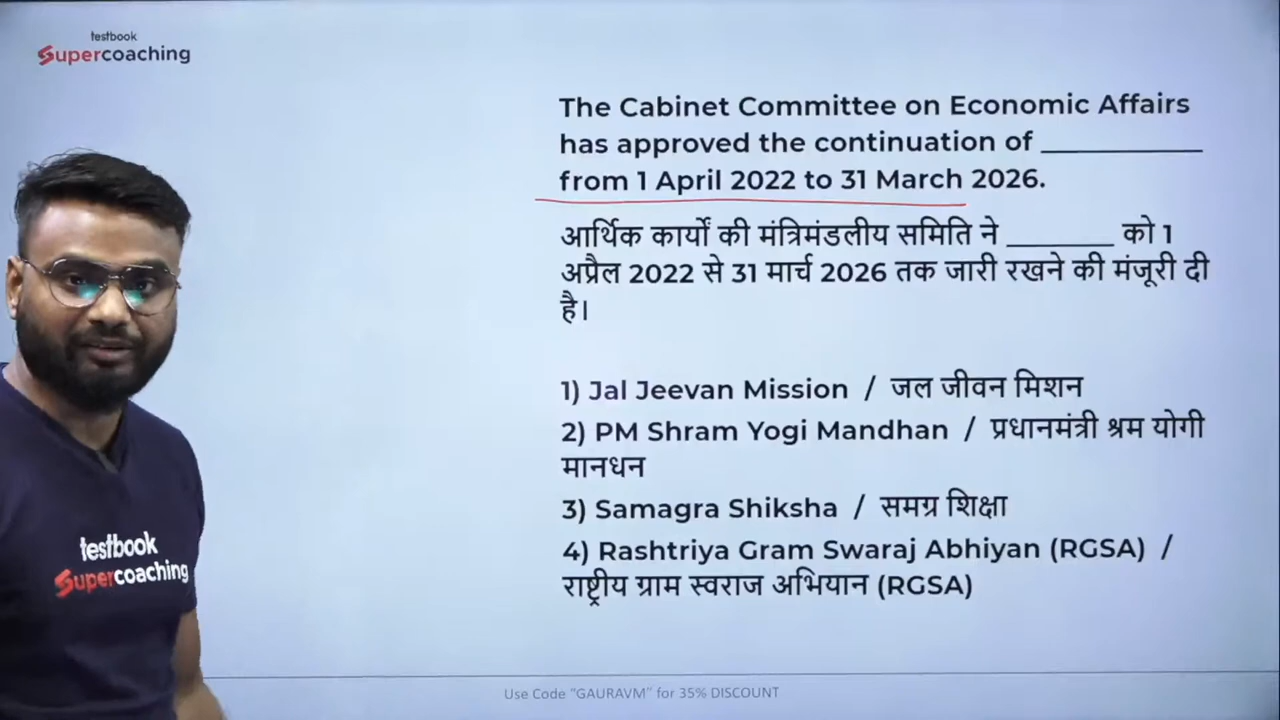 testbook
Supercoaching
The Cabinet Committee on Economic Affairs
has approved the continuation of ___________
from 1 April 2022 to 31 March 2026.
आर्थिक कार्यों की मंत्रिमंडलीय समिति ने ________ को 1
अप्रैल 2022 से 31 मार्च 2026 तक जारी रखने की मंजूरी दी
है।
1) Jal Jeevan Mission / जल जीवन मिशन
2) PM Shram Yogi Mandhan / प्रधानमंत्री श्रम योगी
मानधन
3) Samagra Shiksha / समग्र शिक्षा
4) Rashtriya Gram Swaraj Abhiyan (RGSA) /
राष्ट्रीय ग्राम स्वराज अभियान (RGSA)
testbook
Supercoaching
Use Code "GAURAVM" for 35% DISCOUNT